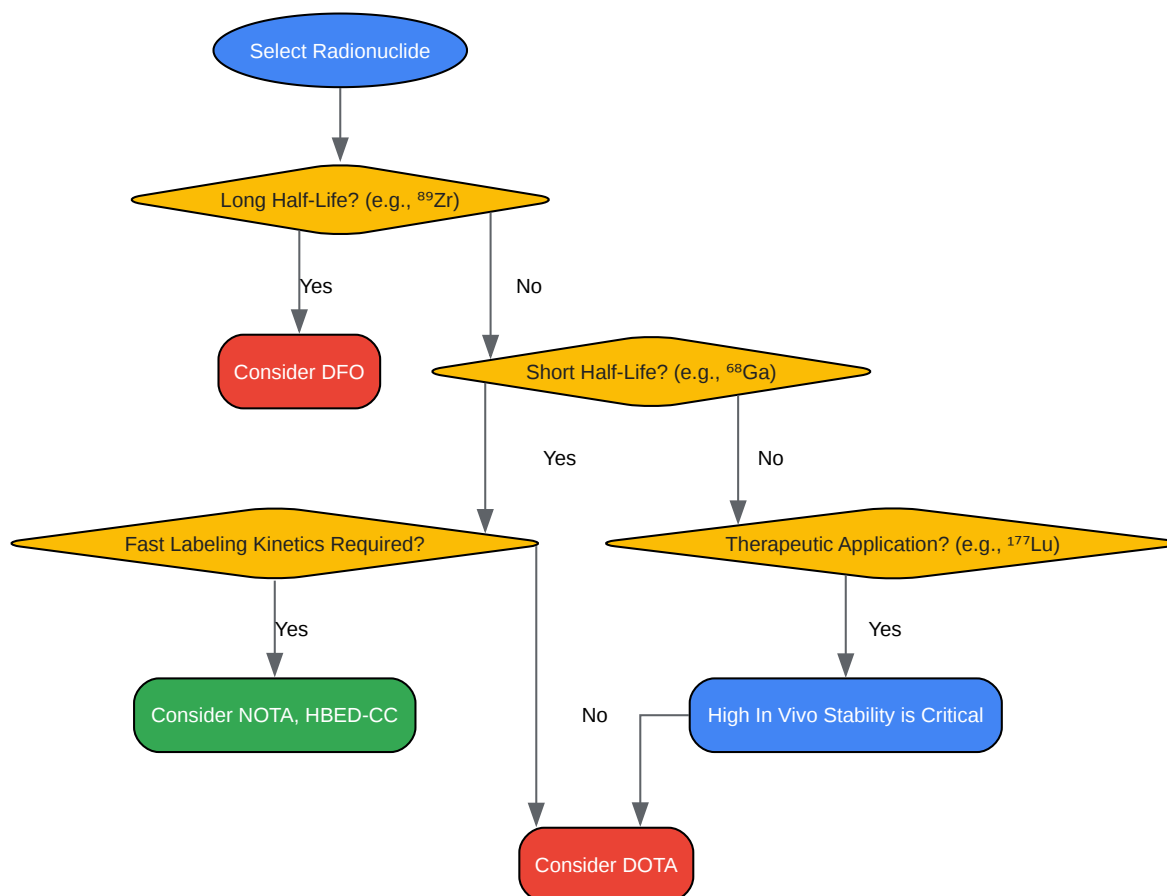 Select Radionuclide
Long Half-Life? (e.g., ⁸⁹Zr)
Yes
No
Consider DFO
Short Half-Life? (e.g., ⁶⁸Ga)
Yes
No
Fast Labeling Kinetics Required?
Therapeutic Application? (e.g., ¹⁷⁷Lu)
Yes
Yes
Consider NOTA, HBED-CC
No
High In Vivo Stability is Critical
Consider DOTA